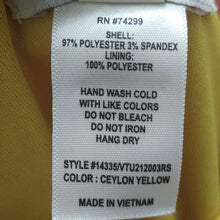 RN #74299
SHELL:
97% POLYESTER 3% SPANDEX
LINING:
100% POLYESTER
HAND WASH COLD
WITH LIKE COLORS
DO NOT BLEACH
DO NOT IRON
HANG DRY
STYLE #14335/VTU212003RS
COLOR : CEYLON YELLOW
MADE IN VIETNAM